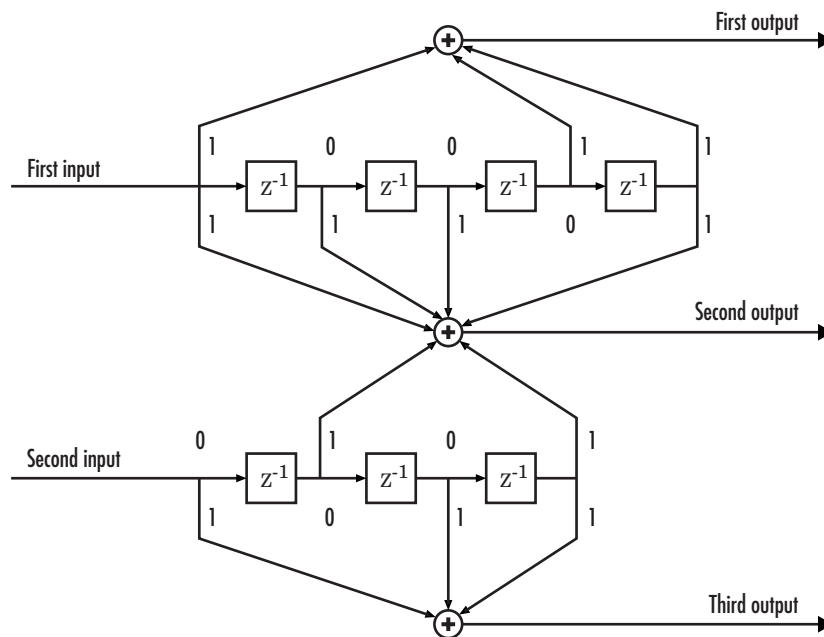 First output
+
1 0 0 1 1
First input z⁻¹ z⁻¹ z⁻¹ z⁻¹
1 1 1 0 1
Second output
+
0 1 0 1
Second input z⁻¹ z⁻¹ z⁻¹
1 0 1 1
Third output
+